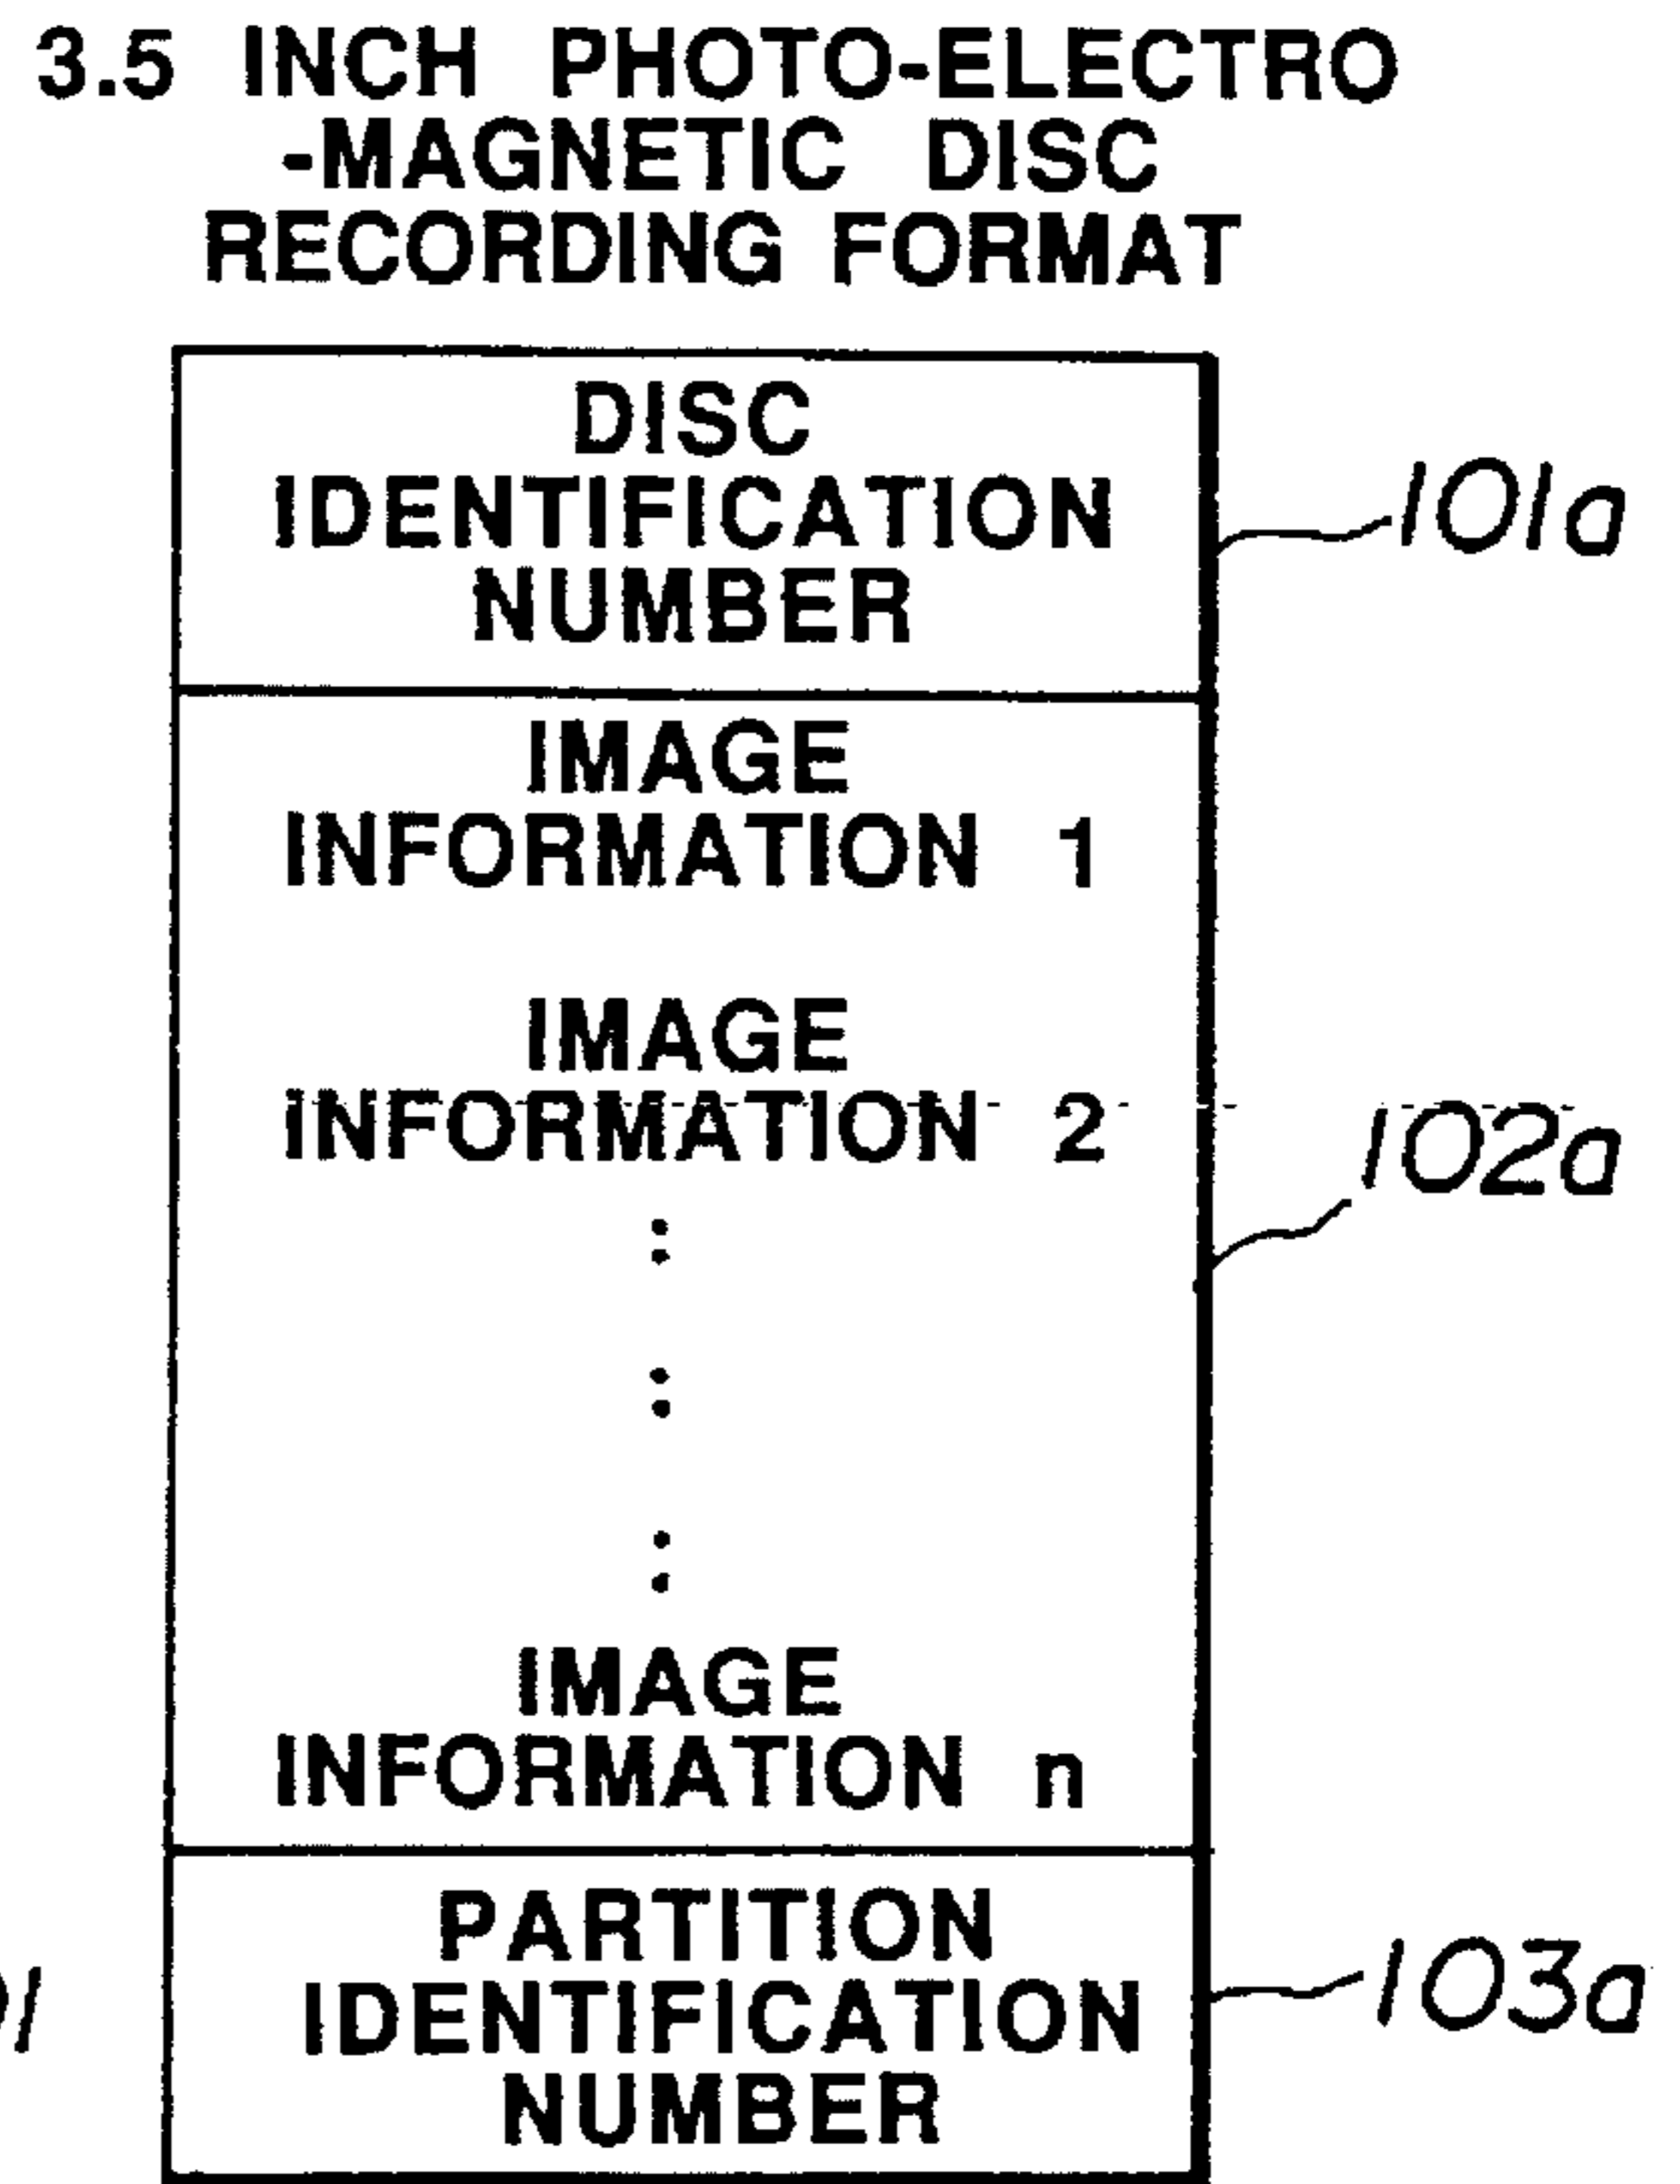 3.5 INCH PHOTO-ELECTRO
-MAGNETIC DISC
RECORDING FORMAT
DISC
IDENTIFICATION
NUMBER
101a
IMAGE
INFORMATION 1
IMAGE
INFORMATION 2
102a
IMAGE
INFORMATION n
PARTITION
IDENTIFICATION
NUMBER
103a